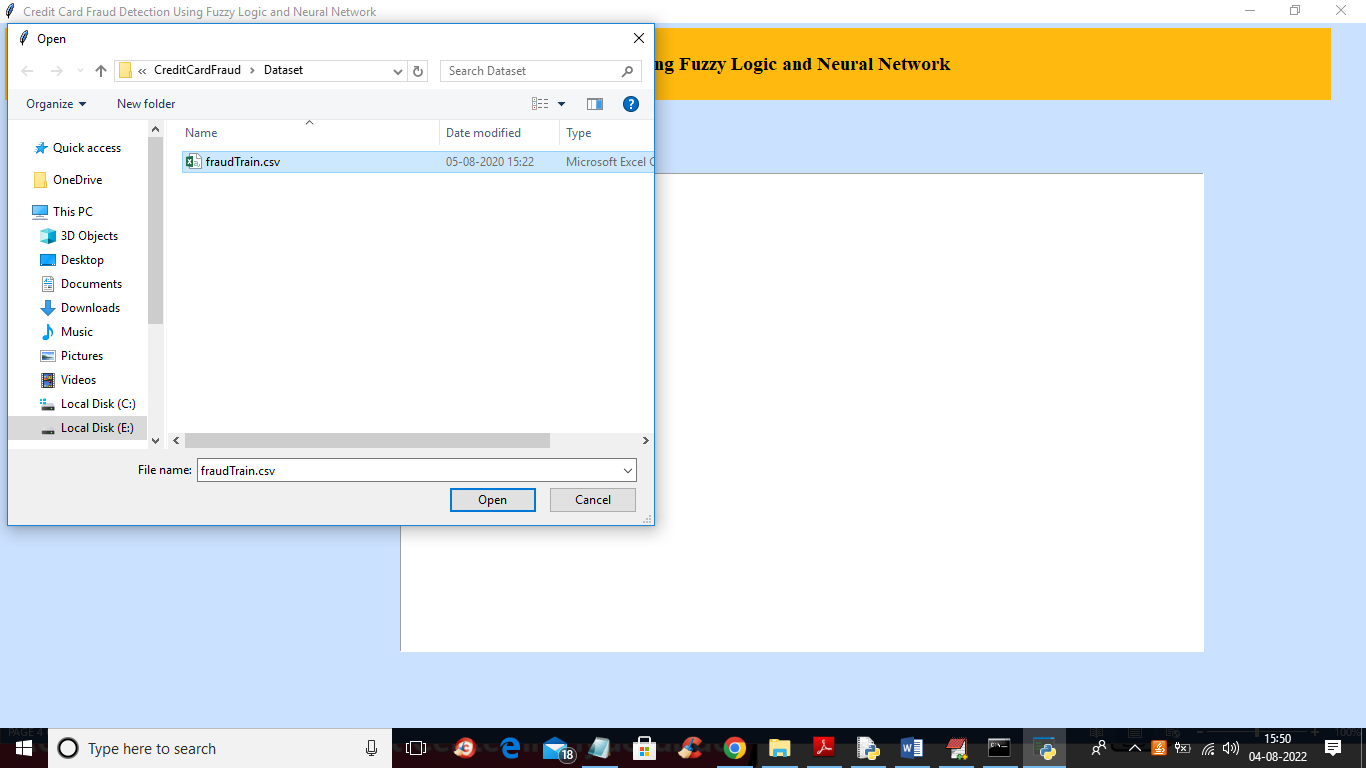 Credit Card Fraud Detection Using Fuzzy Logic and Neural Network
Open
« CreditCardFraud > Dataset
Search Dataset
ng Fuzzy Logic and Neural Network
Organize
New folder
Name
Date modified
Type
fraudTrain.csv
05-08-2020 15:22
Microsoft Excel C
Quick access
OneDrive
This PC
3D Objects
Desktop
Documents
Downloads
Music
Pictures
Videos
Local Disk (C:)
Local Disk (E:)
File name:
fraudTrain.csv
Open
Cancel
Type here to search
18
15:50
04-08-2022
100%